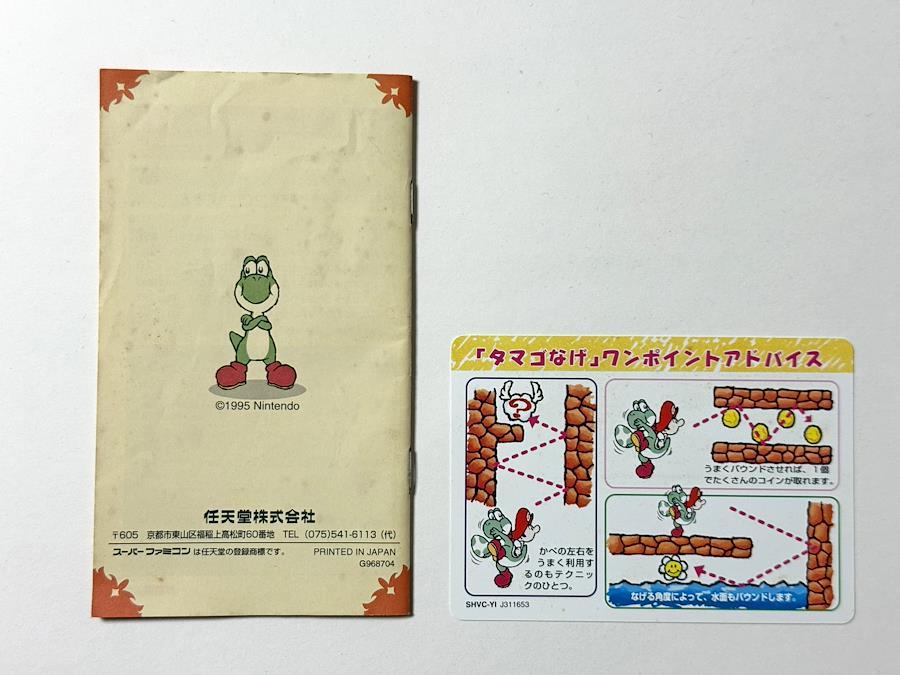 ©1995 Nintendo
任天堂株式会社
〒605 京都市東山区福稲上高松町60番地 TEL (075)541-6113 (代)
スーパーファミコンは任天堂の登録商標です。 PRINTED IN JAPAN
G968704
「タマゴなげ」ワンポイントアドバイス
?
かべの左右を
うまく利用す
るのもテクニッ
クのひとつ。
うまくバウンドさせれば、1個
でたくさんのコインが取れます。
なげる角度によって、水面もバウンドします。
SHVC-YI J311653